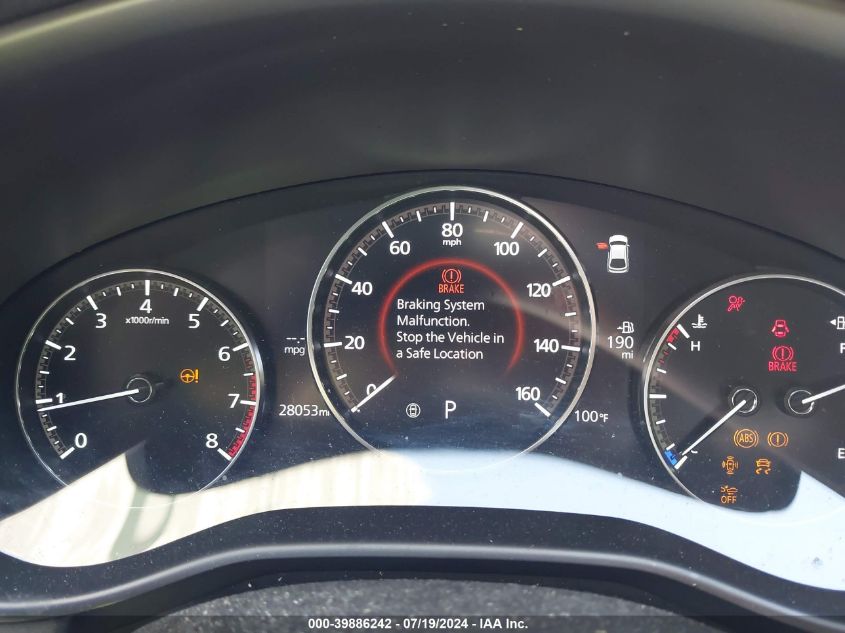 80
mph
60
100
40
120
20
140
0
160
BRAKE
Braking System
Malfunction.
Stop the Vehicle in
a Safe Location
P
4
x1000r/min
3
5
2
6
1
7
0
8
---
mpg
28053mi
190
mi
100°F
H
F
BRAKE
ABS
E
OFF
000-39886242 - 07/19/2024 - IAA Inc.